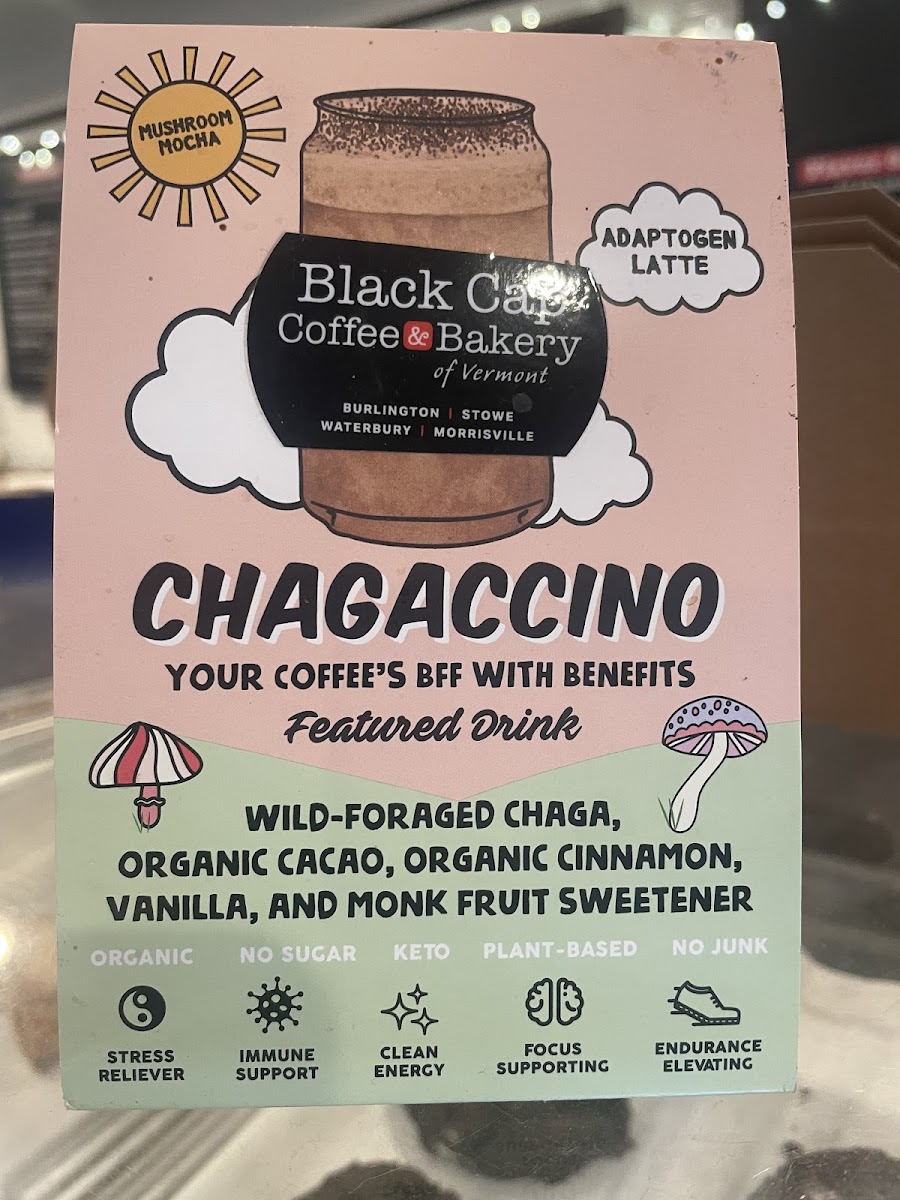 MUSHROOM
MOCHA
ADAPTOGEN
LATTE
Black Cap
Coffee & Bakery
of Vermont
BURLINGTON | STOWE
WATERBURY | MORRISVILLE
CHAGACCINO
YOUR COFFEE'S BFF WITH BENEFITS
Featured Drink
WILD-FORAGED CHAGA,
ORGANIC CACAO, ORGANIC CINNAMON,
VANILLA, AND MONK FRUIT SWEETENER
ORGANIC NO SUGAR KETO PLANT-BASED NO JUNK
STRESS
RELIEVER
IMMUNE
SUPPORT
CLEAN
ENERGY
FOCUS
SUPPORTING
ENDURANCE
ELEVATING